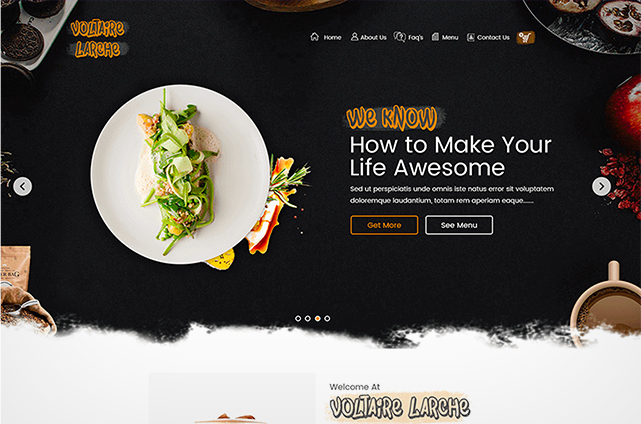 VOLTAIRE
LARCHE
Home
About Us
Faq's
Menu
Contact Us
WE KNOW
How to Make Your
Life Awesome
Sed ut perspiciatis unde omnis iste natus error sit voluptatem
doloremque laudantium, totam rem aperiam eaque......
Get More
See Menu
BAG
Welcome At
VOLTAIRE LARCHE